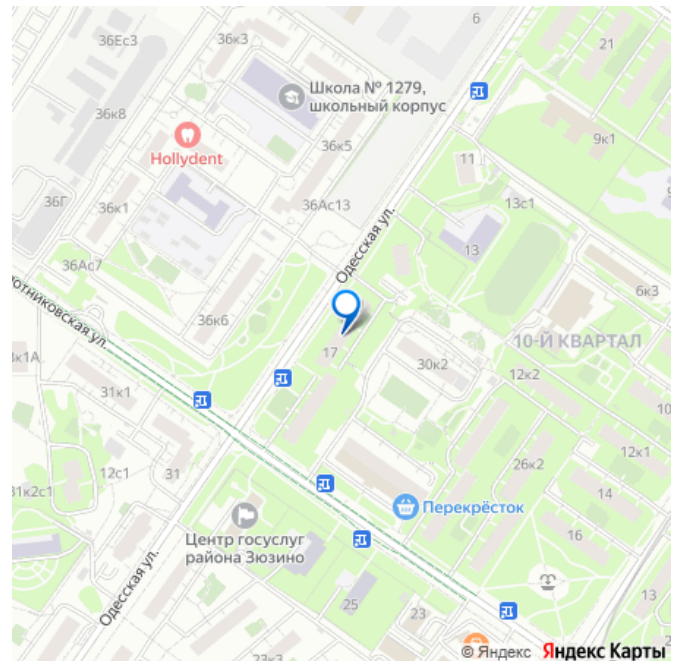 6
36к3
36Ес3
21
Школа № 1279,
школьный корпус
36к8
9к1
Hollydent
36к5
11
36Г
36к1
36Ас13
13с1
Одесская ул.
13
36Ас7
6к3
36к6
10-Й КВАРТАЛ
отниковская ул.
17
30к2
12к2
31к1
10
12к1
12с1
31
26к2
31к2с1
14
Перекрёсток
16
Центр госуслуг
района Зюзино
Одесская ул.
25
23
13
23к3
© Яндекс Яндекс Карты